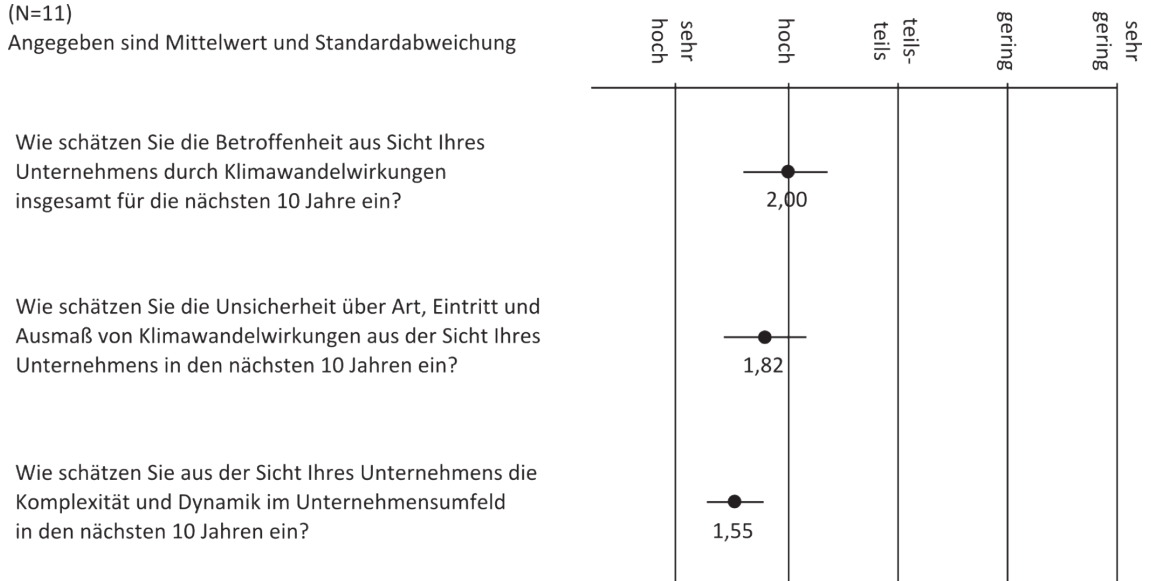 (N=11)
Angegeben sind Mittelwert und Standardabweichung
sehr
hoch
hoch
teils-
teils
gering
sehr
gering
Wie schätzen Sie die Betroffenheit aus Sicht Ihres
Unternehmens durch Klimawandelwirkungen
insgesamt für die nächsten 10 Jahre ein?
2,00
Wie schätzen Sie die Unsicherheit über Art, Eintritt und
Ausmaß von Klimawandelwirkungen aus der Sicht Ihres
Unternehmens in den nächsten 10 Jahren ein?
1,82
Wie schätzen Sie aus der Sicht Ihres Unternehmens die
Komplexität und Dynamik im Unternehmensumfeld
in den nächsten 10 Jahren ein?
1,55